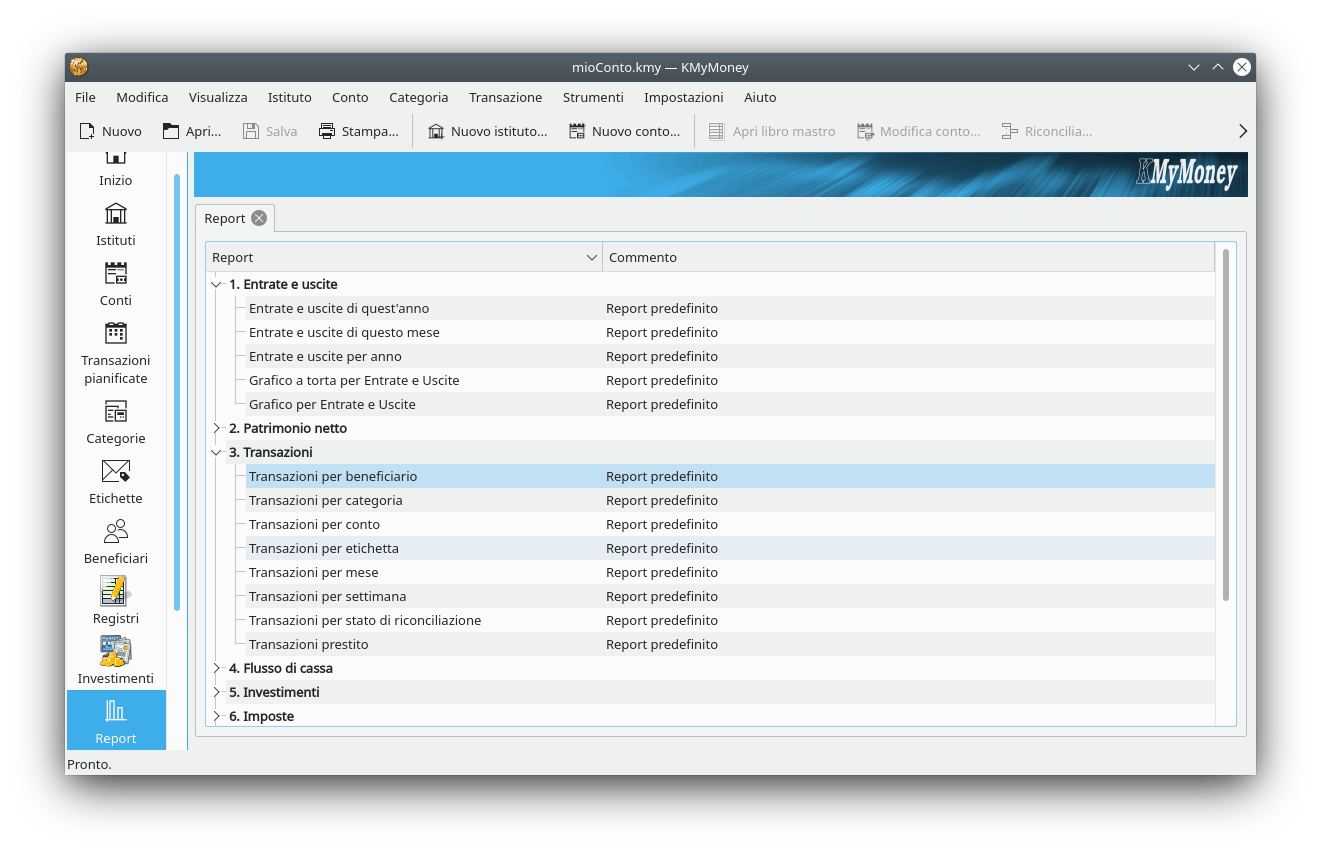 mioConto.kmy — KMyMoney
File Modifica Visualizza Istituto Conto Categoria Transazione Strumenti Impostazioni Aiuto
Nuovo Apri... Salva Stampa... Nuovo istituto... Nuovo conto... Apri libro mastro Modifica conto... Riconcilia...
Inizio
Istituti
Conti
Transazioni
pianificate
Categorie
Etichette
Beneficiari
Registri
Investimenti
Report
KMyMoney
Report
Report Commento
1. Entrate e uscite
Entrate e uscite di quest'anno Report predefinito
Entrate e uscite di questo mese Report predefinito
Entrate e uscite per anno Report predefinito
Grafico a torta per Entrate e Uscite Report predefinito
Grafico per Entrate e Uscite Report predefinito
2. Patrimonio netto
3. Transazioni
Transazioni per beneficiario Report predefinito
Transazioni per categoria Report predefinito
Transazioni per conto Report predefinito
Transazioni per etichetta Report predefinito
Transazioni per mese Report predefinito
Transazioni per settimana Report predefinito
Transazioni per stato di riconciliazione Report predefinito
Transazioni prestito Report predefinito
4. Flusso di cassa
5. Investimenti
6. Imposte
Pronto.